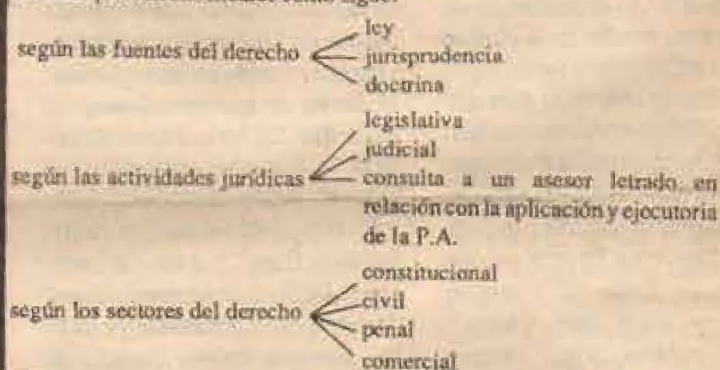 según las fuentes del derecho
ley
jurisprudencia
doctrina
según las actividades jurídicas
legislativa
judicial
consulta a un asesor letrado en
relación con la aplicación y ejecutoria
de la P.A.
según los sectores del derecho
constitucional
civil
penal
comercial